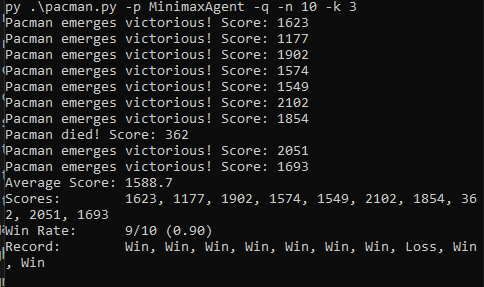 py .\pacman.py -p MinimaxAgent -q -n 10 -k 3
Pacman emerges victorious! Score: 1623
Pacman emerges victorious! Score: 1177
Pacman emerges victorious! Score: 1902
Pacman emerges victorious! Score: 1574
Pacman emerges victorious! Score: 1549
Pacman emerges victorious! Score: 2102
Pacman emerges victorious! Score: 1854
Pacman died! Score: 362
Pacman emerges victorious! Score: 2051
Pacman emerges victorious! Score: 1693
Average Score: 1588.7
Scores:        1623, 1177, 1902, 1574, 1549, 2102, 1854, 36
2, 2051, 1693
Win Rate:      9/10 (0.90)
Record:        Win, Win, Win, Win, Win, Win, Win, Loss, Win
, Win